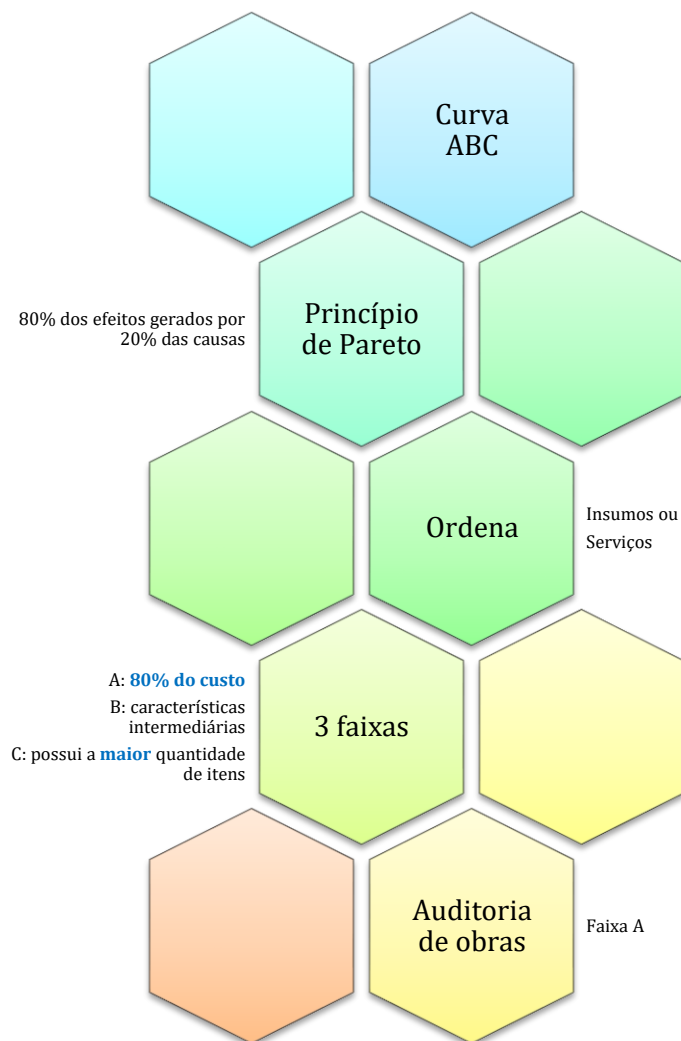 Curva
ABC
80% dos efeitos gerados por
20% das causas
Princípio
de Pareto
Ordena
Insumos ou
Serviços
A: 80% do custo
B: características
intermediárias
C: possui a maior quantidade
de itens
3 faixas
Auditoria
de obras
Faixa A